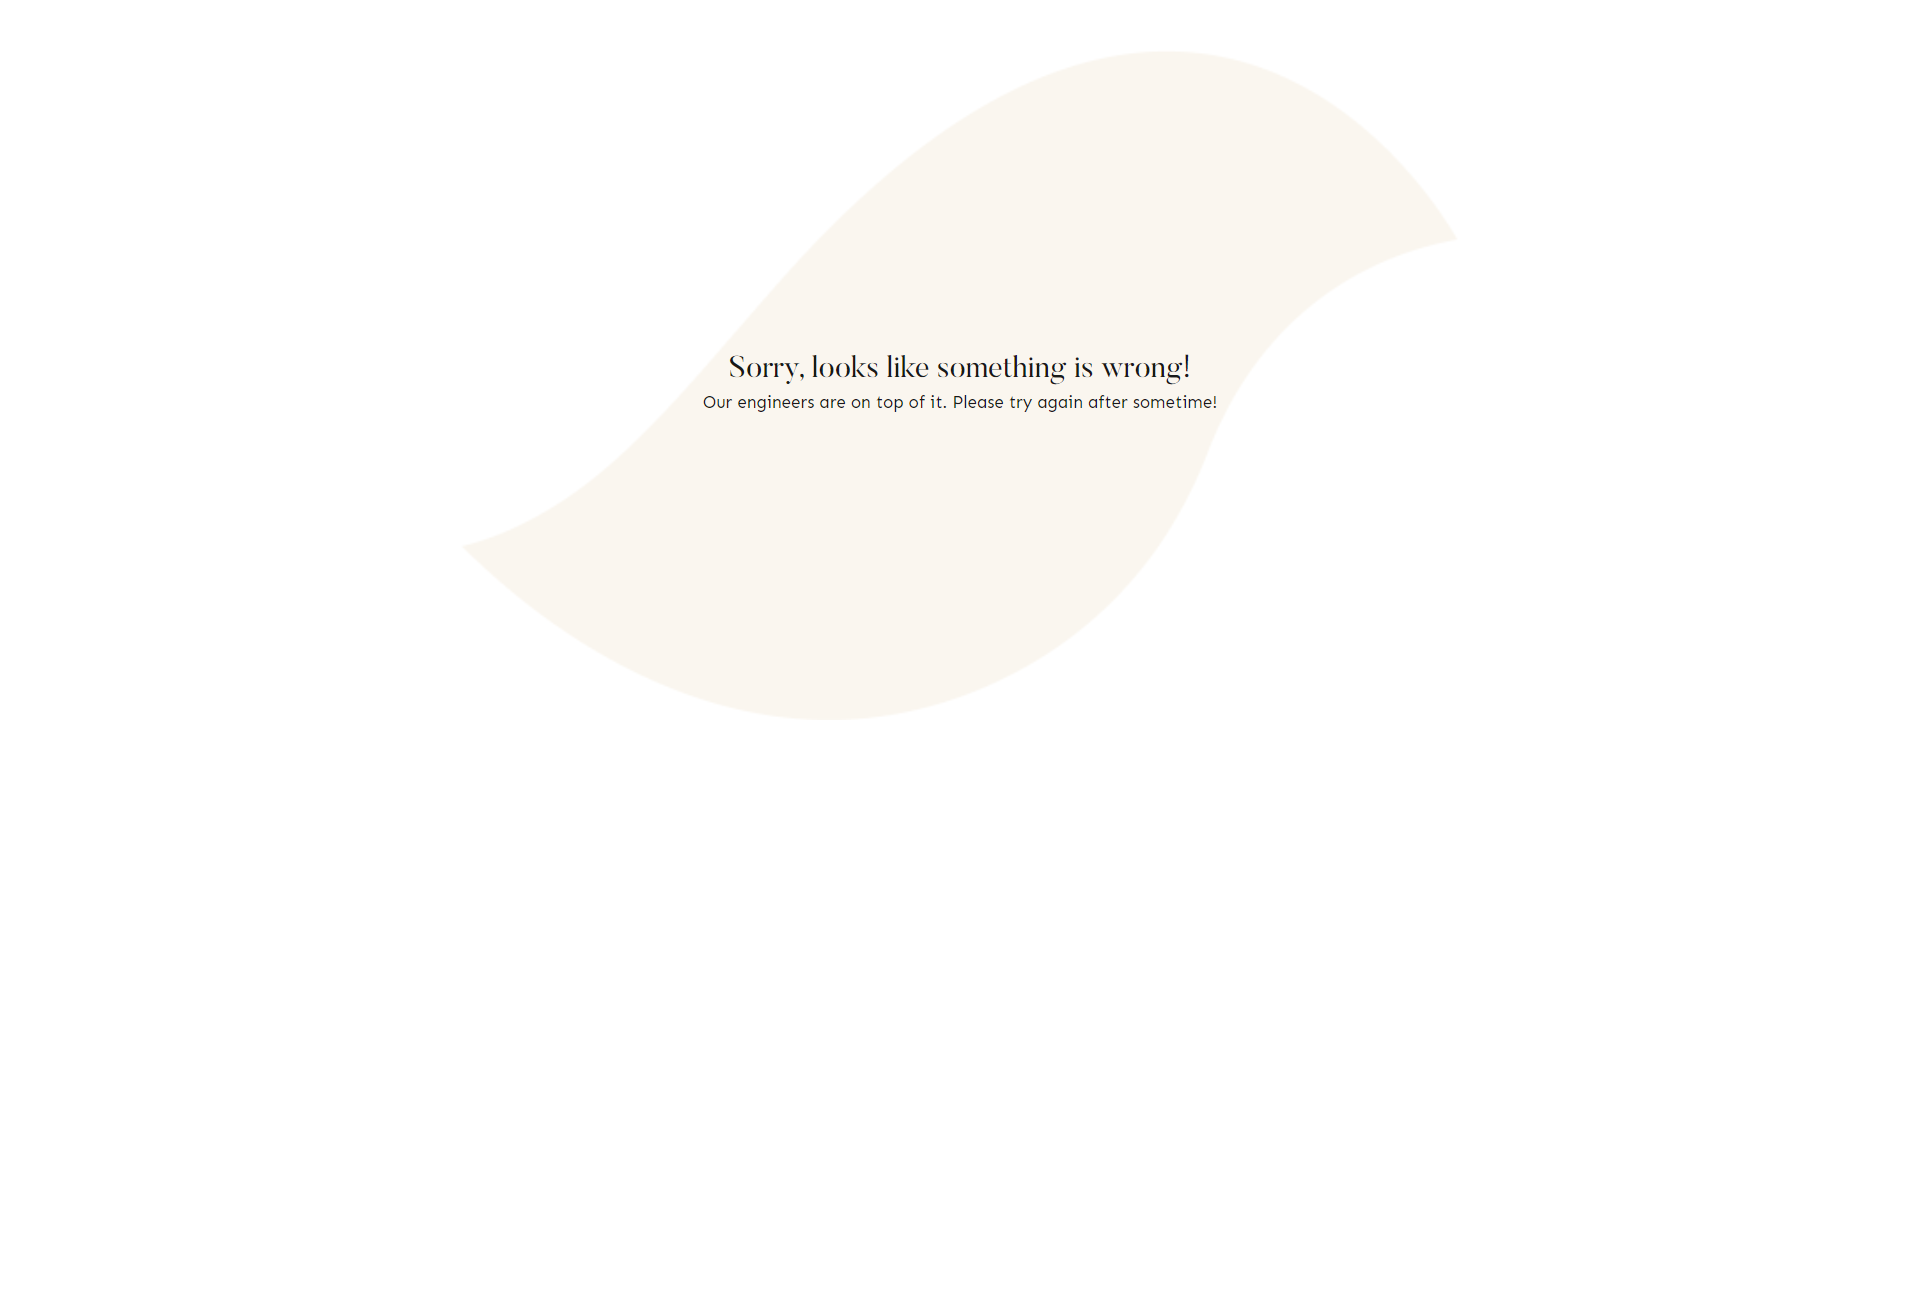 Sorry, looks like something is wrong!
Our engineers are on top of it. Please try again after sometime!